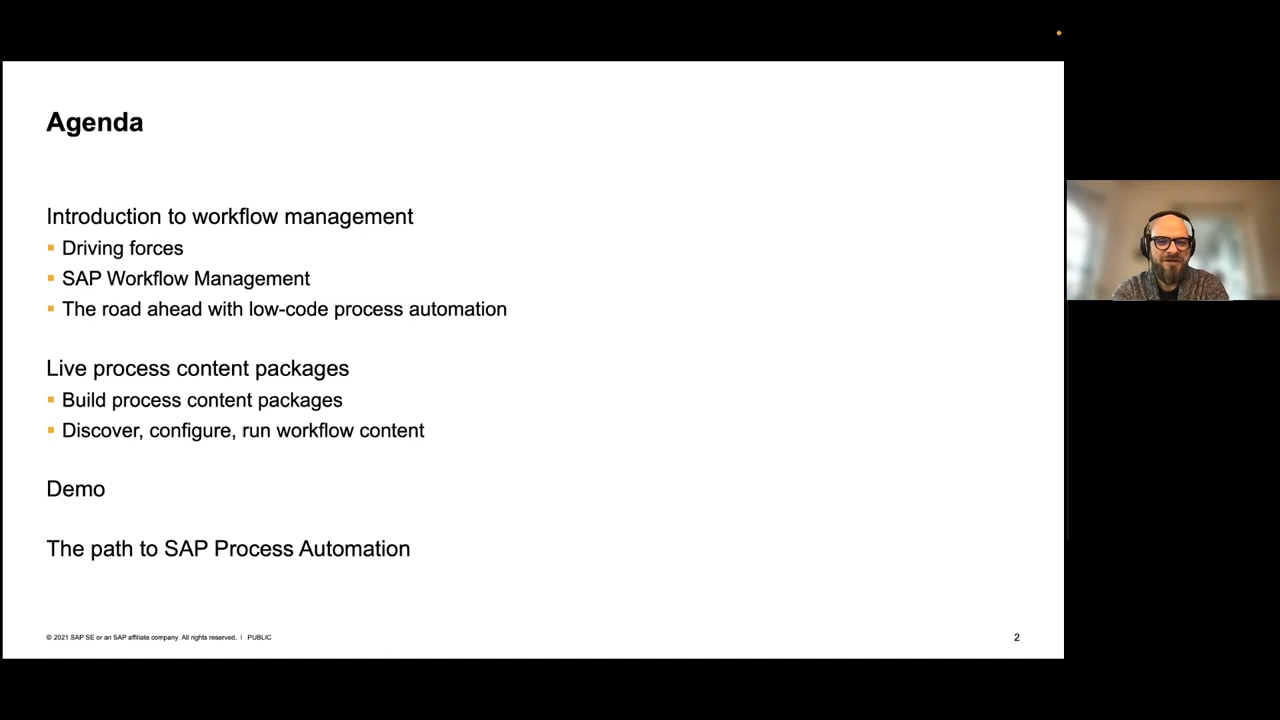 Agenda
Introduction to workflow management
Driving forces
SAP Workflow Management
The road ahead with low-code process automation
Live process content packages
Build process content packages
Discover, configure, run workflow content
Demo
The path to SAP Process Automation
© 2021 SAP SE or an SAP affiliate company. All rights reserved. | PUBLIC
2